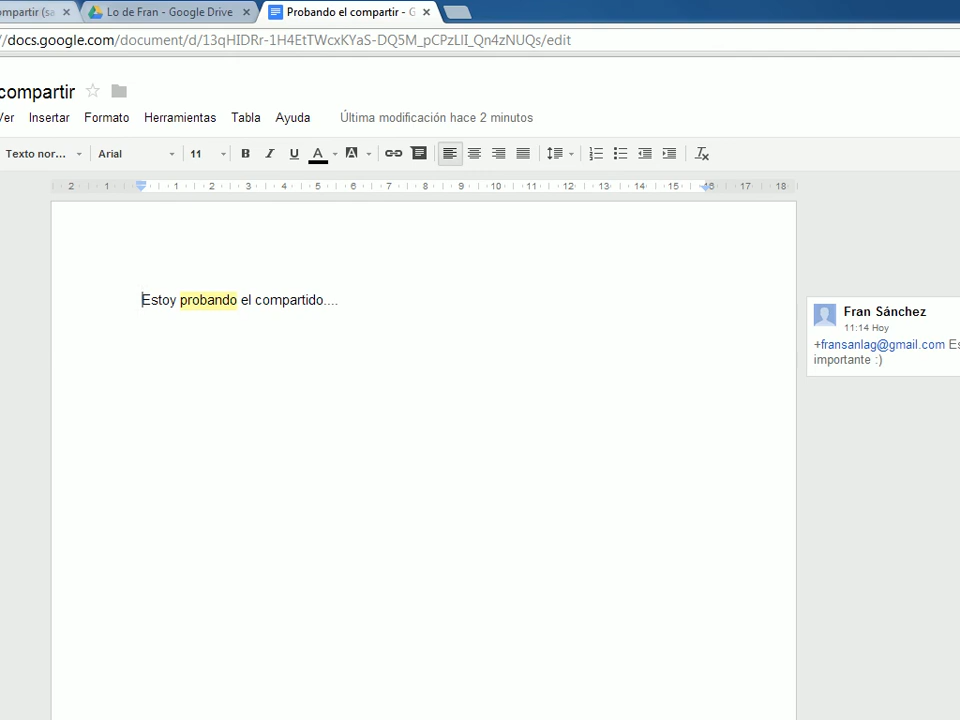 ompartir (sa
Lo de Fran - Google Drive
Probando el compartir - G
//docs.google.com/document/d/13qHIDRr-1H4EtTWcxKYaS-DQ5M_pCPzLlI_Qn4zNUQs/edit
compartir
Ver Insertar Formato Herramientas Tabla Ayuda Última modificación hace 2 minutos
Texto nor... Arial 11 B I U A A
2 1 1 2 3 4 5 6 7 8 9 10 11 12 13 14 15 16 17 18
Estoy probando el compartido....
Fran Sánchez
11:14 Hoy
+fransanlag@gmail.com Es
importante :)